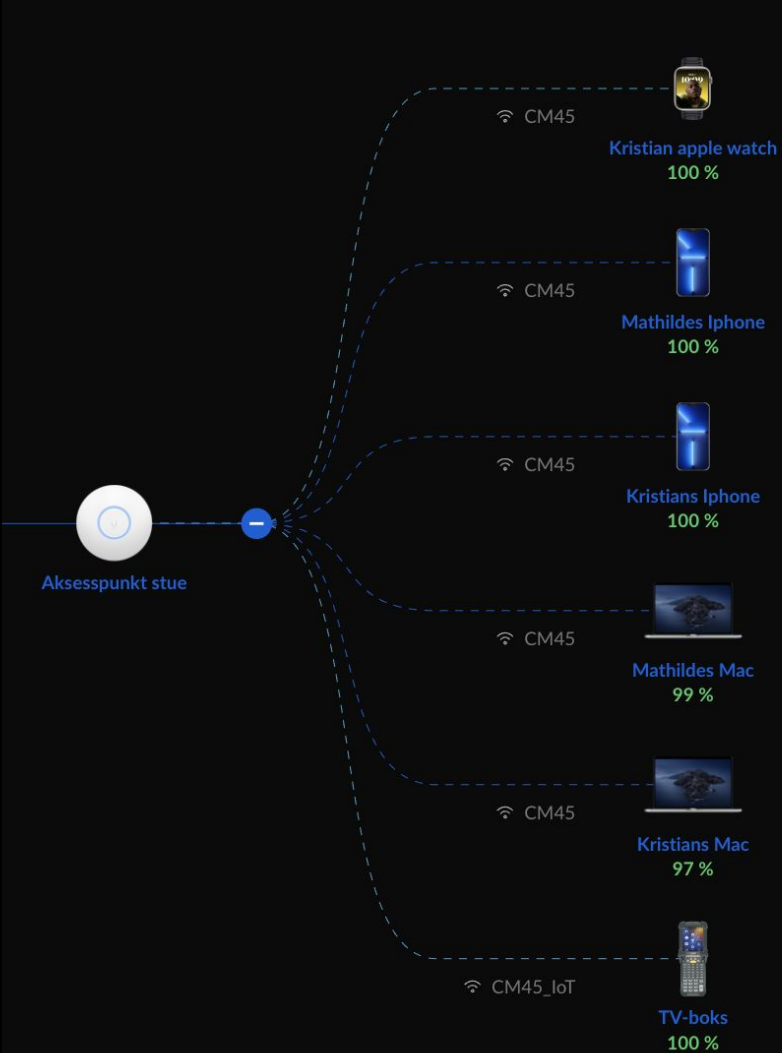 CM45
Kristian apple watch
100 %
CM45
Mathildes Iphone
100 %
CM45
Kristians Iphone
100 %
Aksesspunkt stue
CM45
Mathildes Mac
99 %
CM45
Kristians Mac
97 %
CM45_IoT
TV-boks
100 %